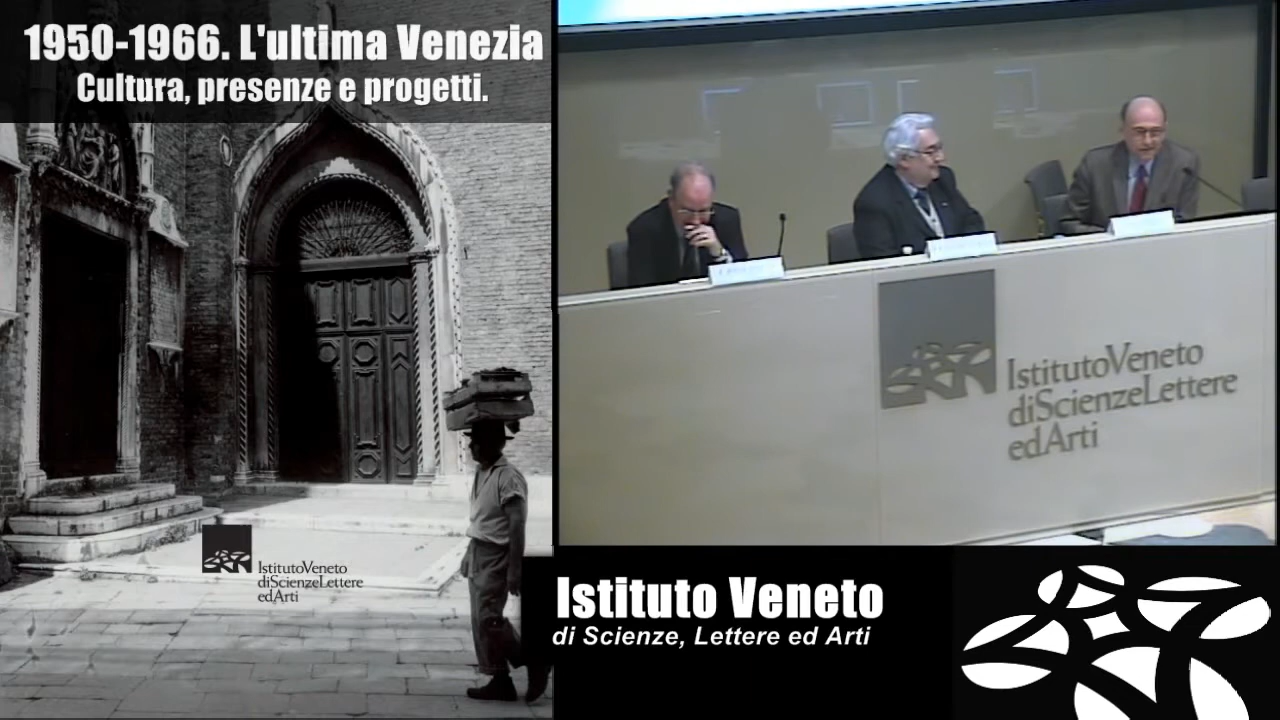 1950-1966. L'ultima Venezia
Cultura, presenze e progetti.
IstitutoVeneto
diScienzeLettere
edArti
IstitutoVeneto
diScienzeLettere
edArti
Istituto Veneto
di Scienze, Lettere ed Arti